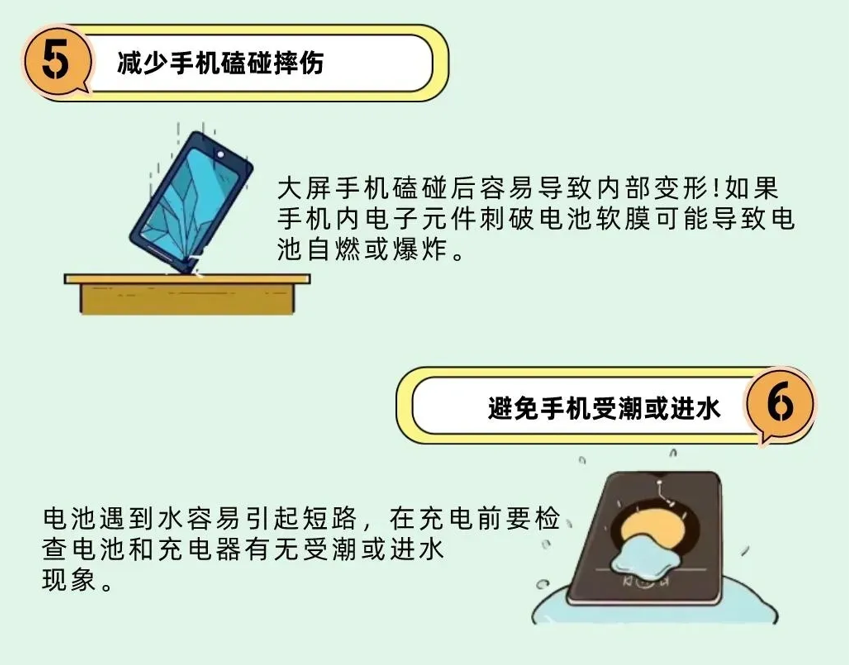 5
减少手机磕碰摔伤
大屏手机磕碰后容易导致内部变形!如果
手机内电子元件刺破电池软膜可能导致电
池自燃或爆炸。
避免手机受潮或进水
6
电池遇到水容易引起短路，在充电前要检
查电池和充电器有无受潮或进水
现象。